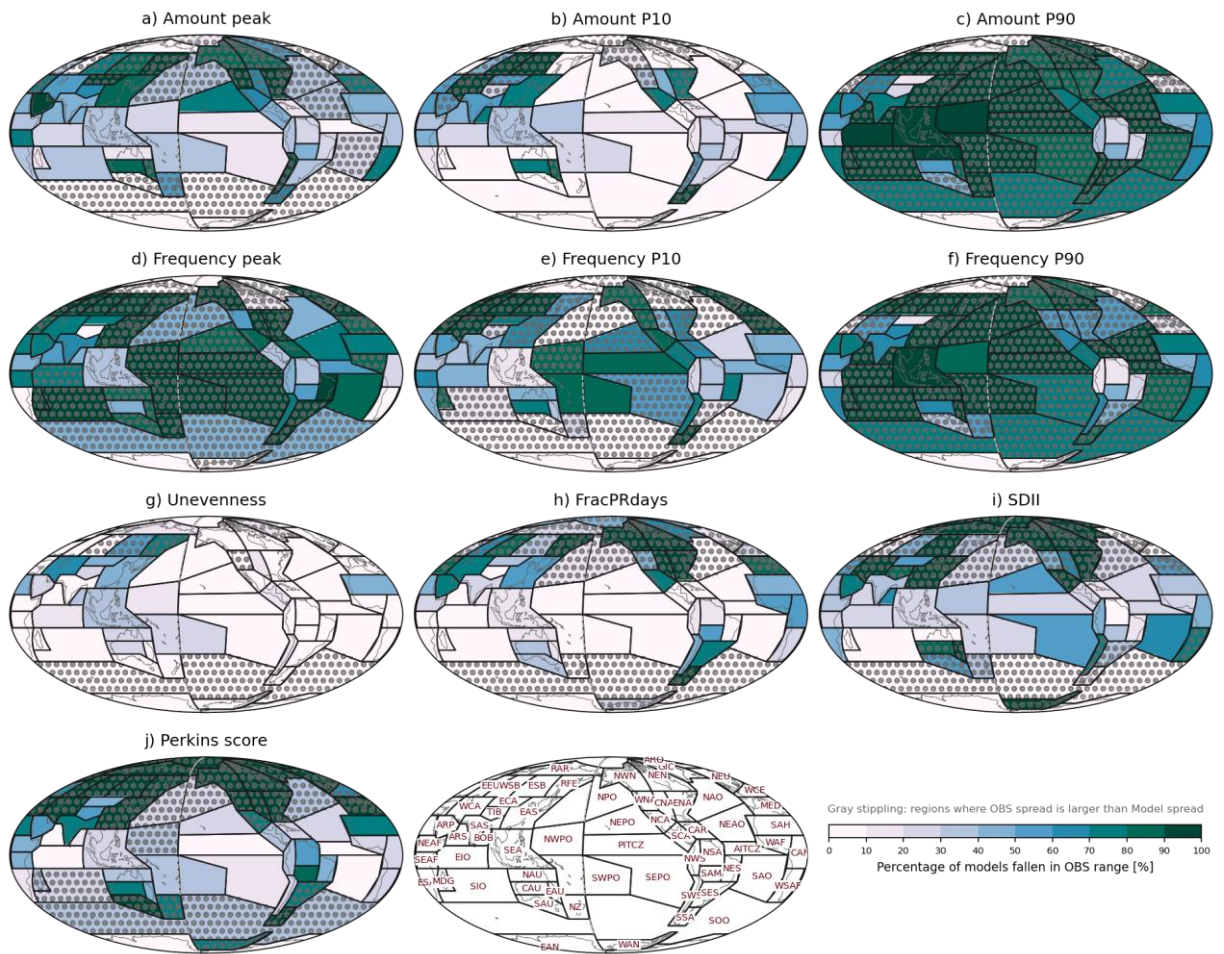 a) Amount peak
b) Amount P10
c) Amount P90
d) Frequency peak
e) Frequency P10
f) Frequency P90
g) Unevenness
h) FracPRdays
i) SDII
j) Perkins score
ARO
GIC
RAR
NWN
NEN
NEU
EEU
WSB
ESB
RFE
WCE
NPO
WNA
CNA
ENA
NAO
MED
WCA
ECA
TIB
EAS
NCA
NEPO
ARP
SAS
CAR
NEAO
SAH
ARS
BOB
SCA
NEAF
NWPO
PITCZ
WAF
SEA
NSA
AITCZ
CAF
SEAF
EIO
NWS
NAU
SAM
NES
MDG
SIO
SWPO
SEPO
SAO
CAU
EAU
SWS
SES
WSAF
SAU
NZ
SSA
SOO
EAN
WAN
Gray stippling: regions where OBS spread is larger than Model spread
0 10 20 30 40 50 60 70 80 90 100
Percentage of models fallen in OBS range [%]